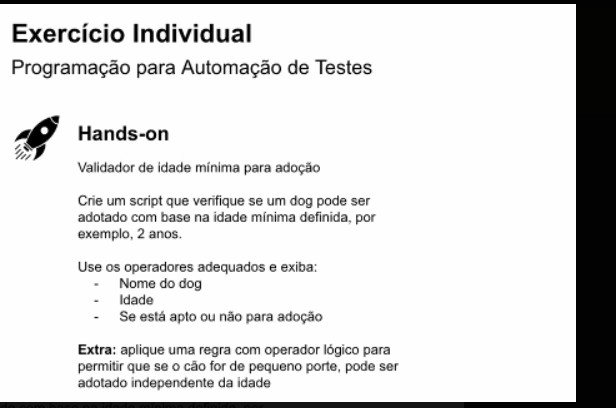 Exercício Individual
Programação para Automação de Testes
Hands-on
Validador de idade mínima para adoção
Crie um script que verifique se um dog pode ser
adotado com base na idade mínima definida, por
exemplo, 2 anos.
Use os operadores adequados e exiba:
- Nome do dog
- Idade
- Se está apto ou não para adoção
Extra: aplique uma regra com operador lógico para
permitir que se o cão for de pequeno porte, pode ser
adotado independente da idade